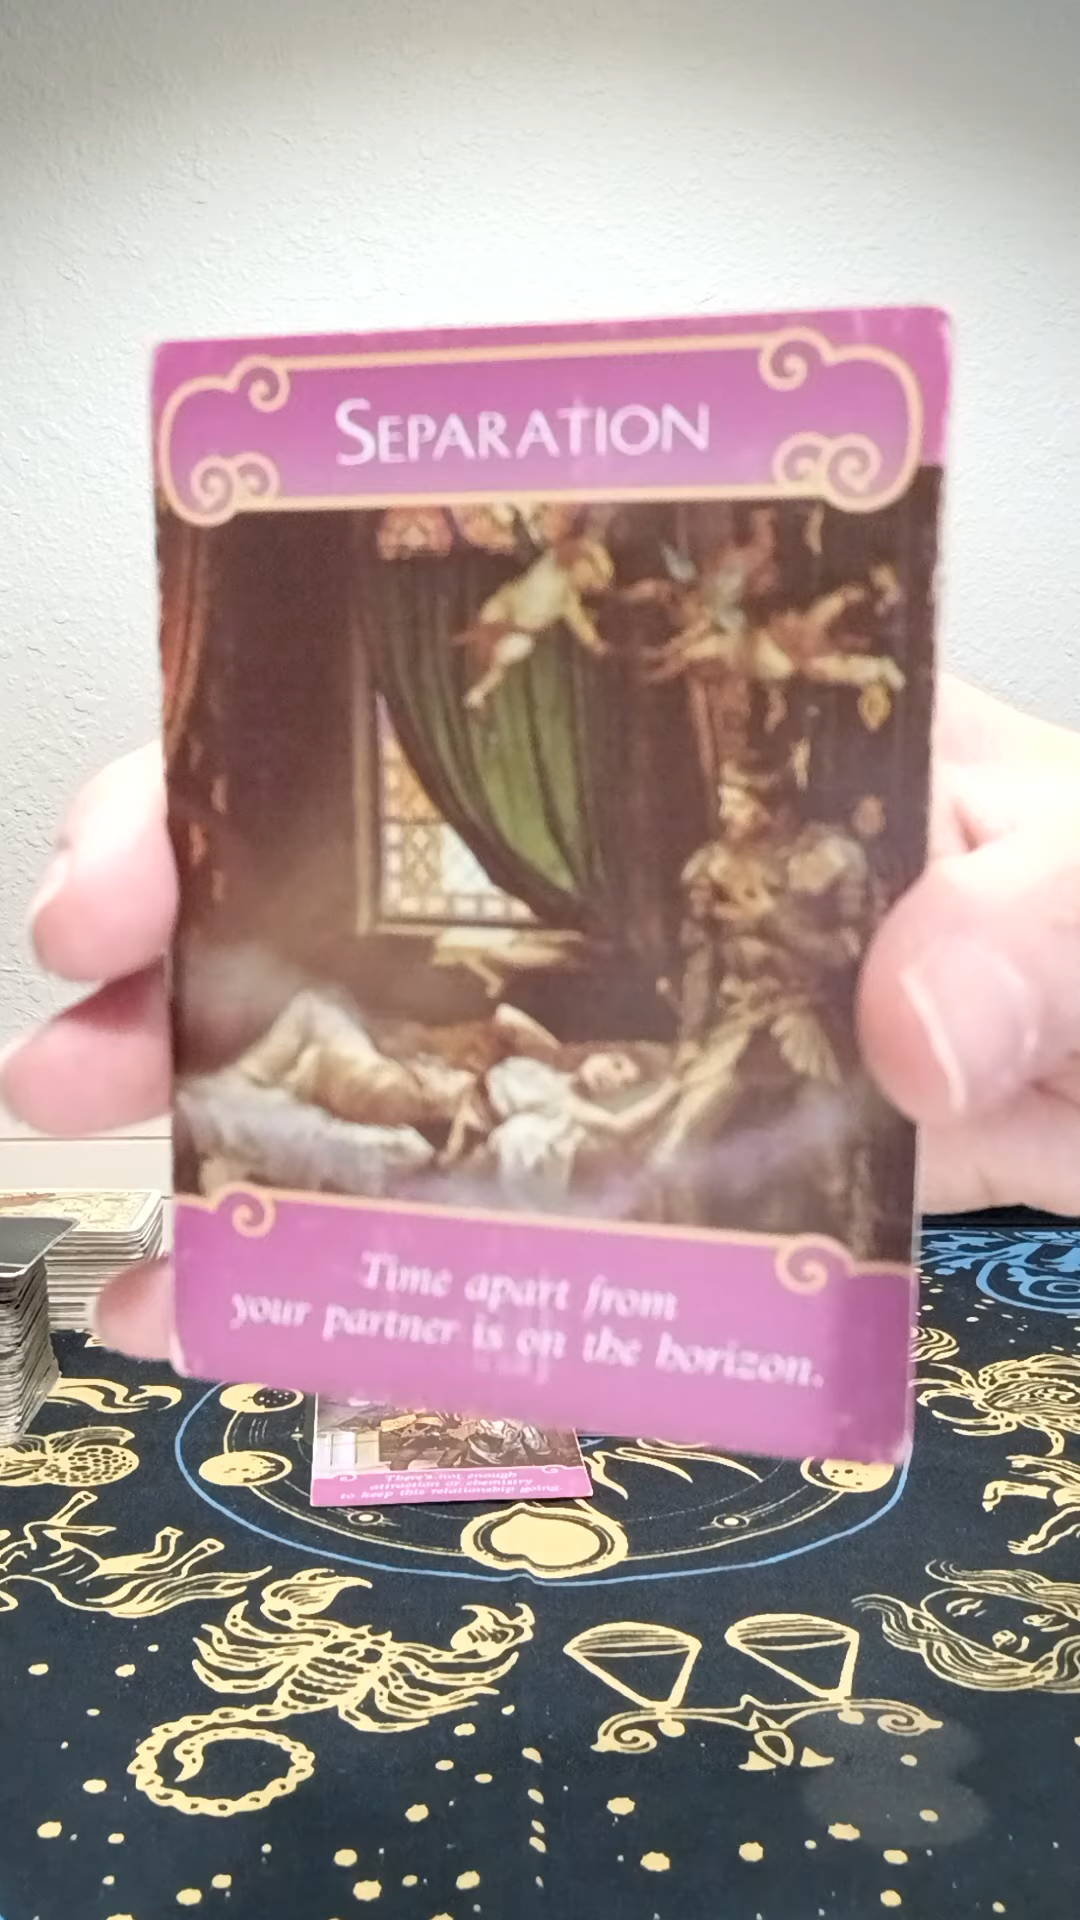 SEPARATION
Time apart from
your partner is on the horizon.
There's not enough
attraction or chemistry
to keep this relationship going.